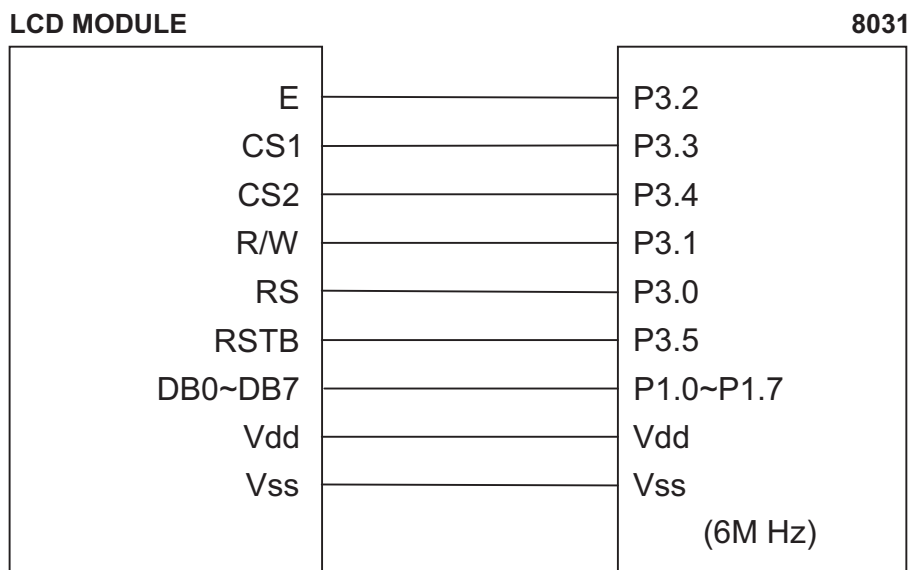 LCD MODULE 8031
E P3.2
CS1 P3.3
CS2 P3.4
R/W P3.1
RS P3.0
RSTB P3.5
DB0~DB7 P1.0~P1.7
Vdd Vdd
Vss Vss
(6M Hz)